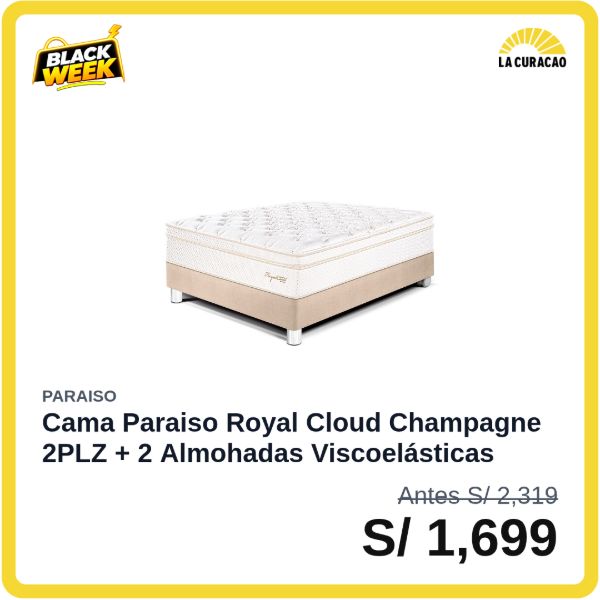 BLACK
WEEK
LA CURACAO
PARAISO
Cama Paraiso Royal Cloud Champagne
2PLZ + 2 Almohadas Viscoelásticas
Antes S/ 2,319
S/ 1,699